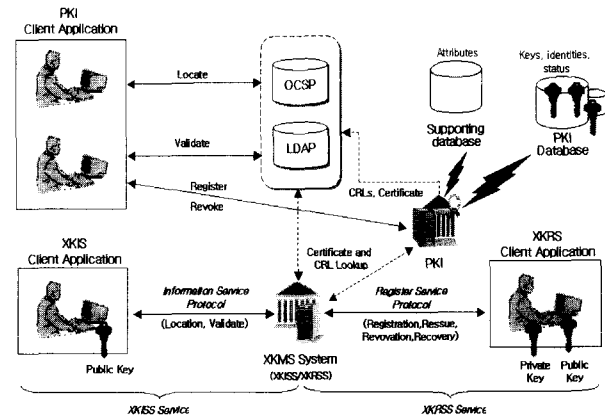 PKI
Client Application
Locate
OCSP
Validate
LDAP
Register
Revoke
Attributes
Supporting
database
Keys, identities,
status
PKI
Database
CRLs, Certificate
PKI
Certificate and
CRL Lookup
XKIS
Client Application
Information Service
Protocol
(Location, Validate)
Public Key
XKMS System
(XKISS/XKRSS)
Register Service
Protocol
(Registration,Ressue,
Revovation,Recovery)
XKRS
Client Application
Private
Key
Public
Key
XKISS Service
XKRSS Service